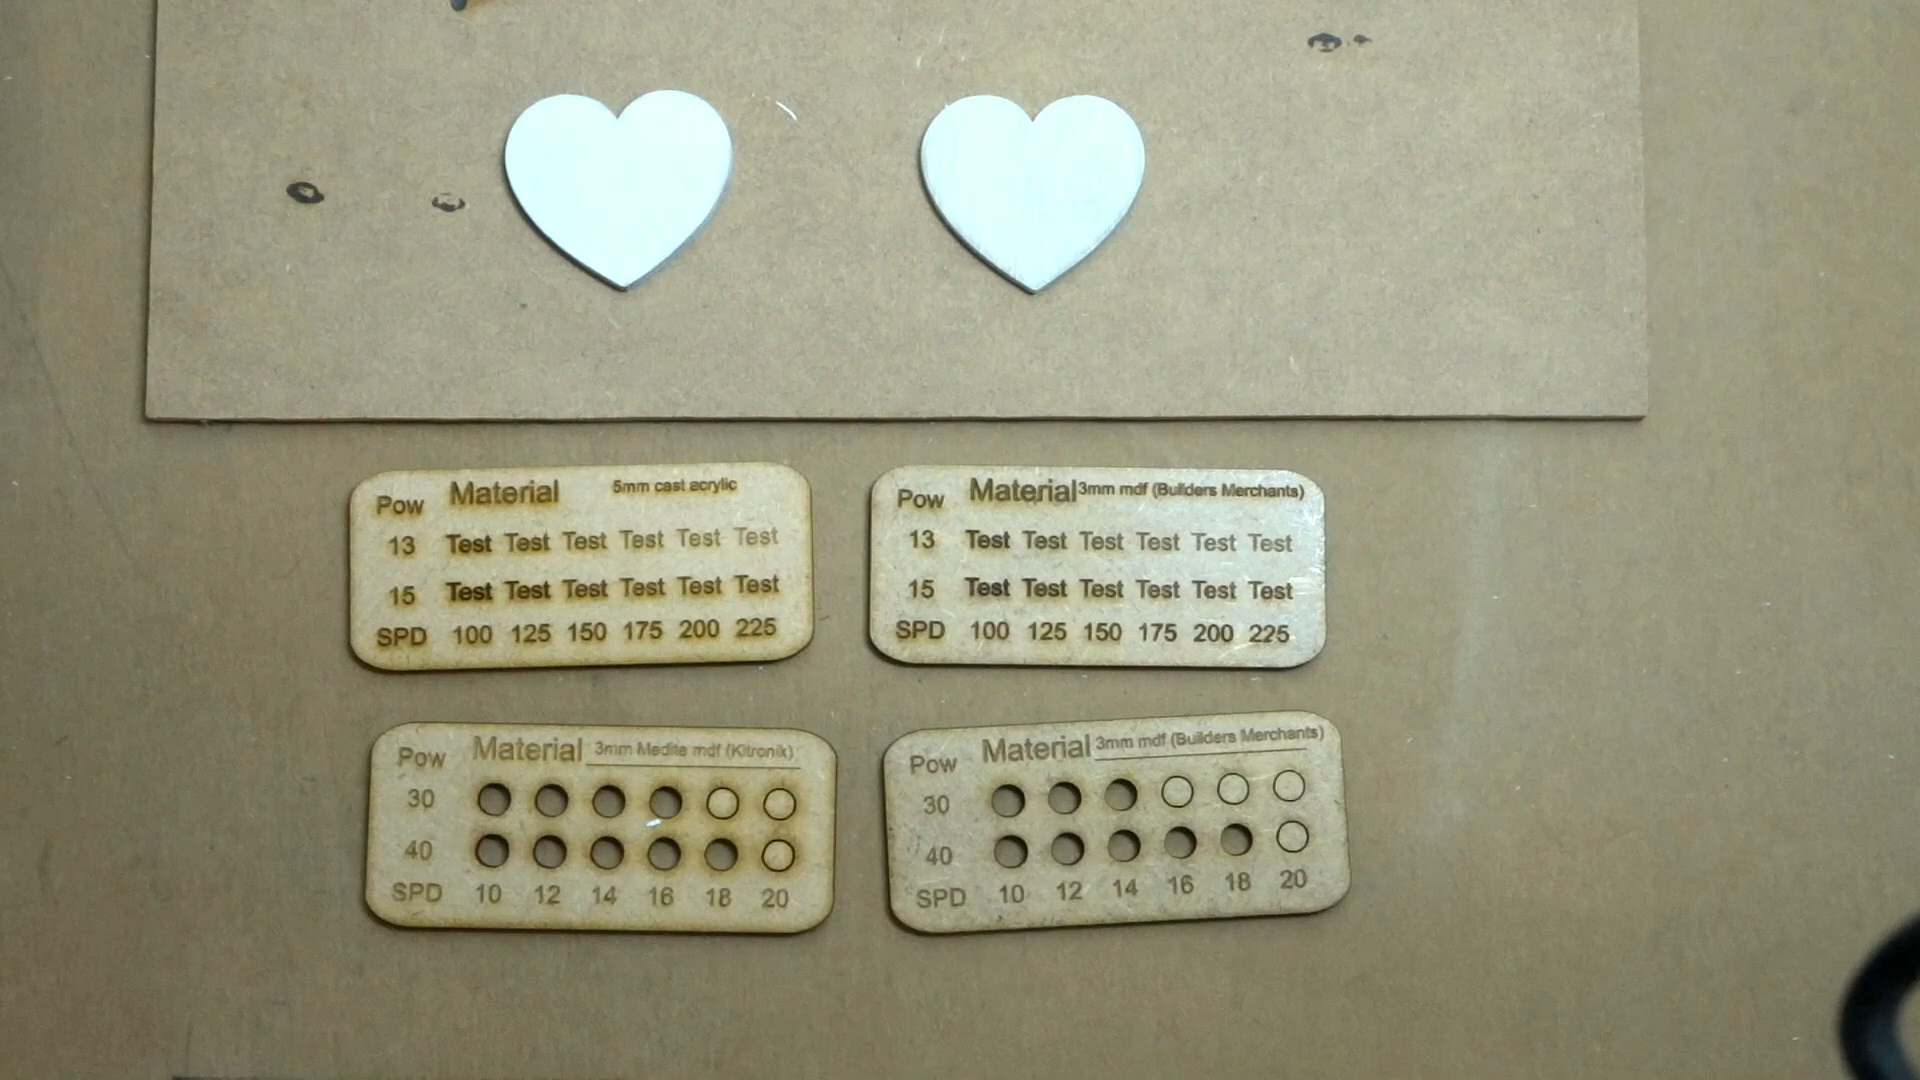 Material 5mm cast acrylic
Pow
13 Test Test Test Test Test Test
15 Test Test Test Test Test Test
SPD 100 125 150 175 200 225
Material 3mm mdf (Builders Merchants)
Pow
13 Test Test Test Test Test Test
15 Test Test Test Test Test Test
SPD 100 125 150 175 200 225
Material 3mm Medite mdf (Kitronik)
Pow
30
40
SPD 10 12 14 16 18 20
Material 3mm mdf (Builders Merchants)
Pow
30
40
SPD 10 12 14 16 18 20